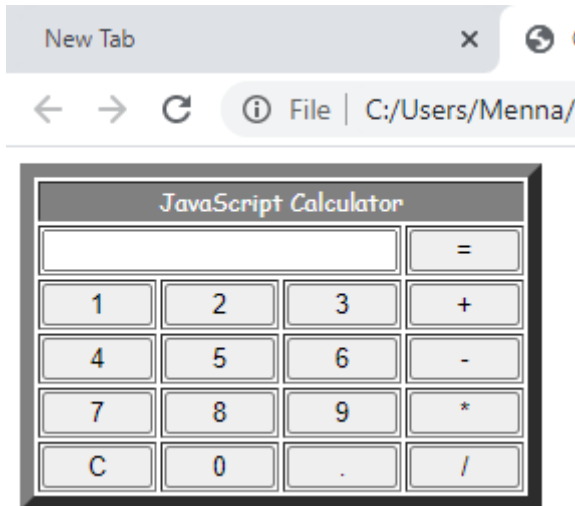 New Tab
File | C:/Users/Menna/
JavaScript Calculator
=
1 2 3 +
4 5 6 -
7 8 9 *
C 0 . /